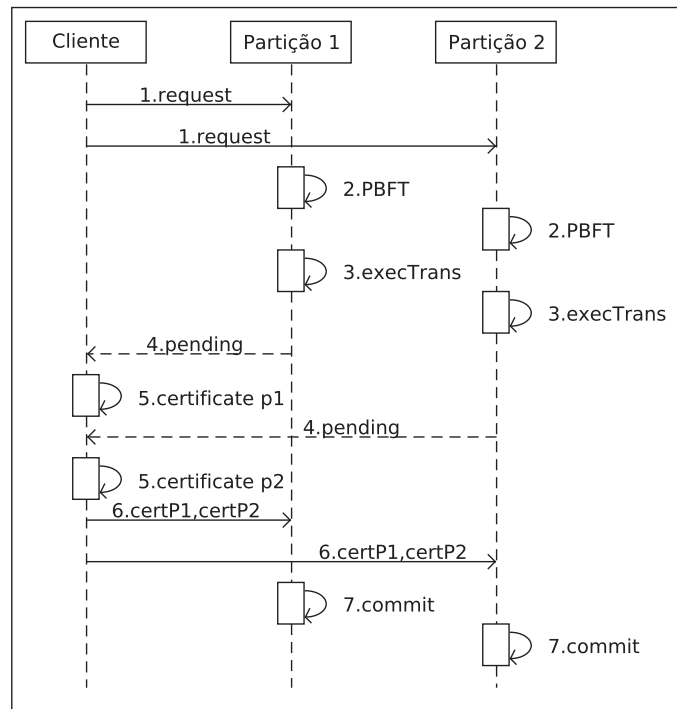 Cliente
Partição 1
Partição 2
1.request
1.request
2.PBFT
2.PBFT
3.execTrans
3.execTrans
4.pending
5.certificate p1
4.pending
5.certificate p2
6.certP1,certP2
6.certP1,certP2
7.commit
7.commit